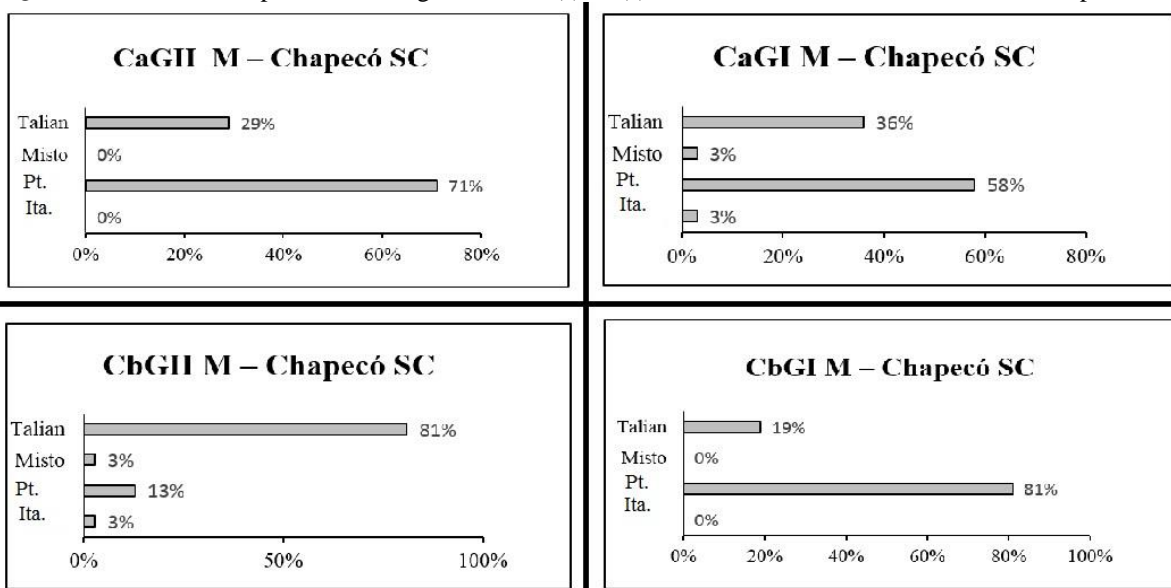 CaGII M – Chapecó SC
Talian 29%
Misto 0%
Pt. 71%
Ita. 0%
0% 20% 40% 60% 80%
CaGI M – Chapecó SC
Talian 36%
Misto 3%
Pt. 58%
Ita. 3%
0% 20% 40% 60% 80%
CbGII M – Chapecó SC
Talian 81%
Misto 3%
Pt. 13%
Ita. 3%
0% 50% 100%
CbGI M – Chapecó SC
Talian 19%
Misto 0%
Pt. 81%
Ita. 0%
0% 20% 40% 60% 80% 100%